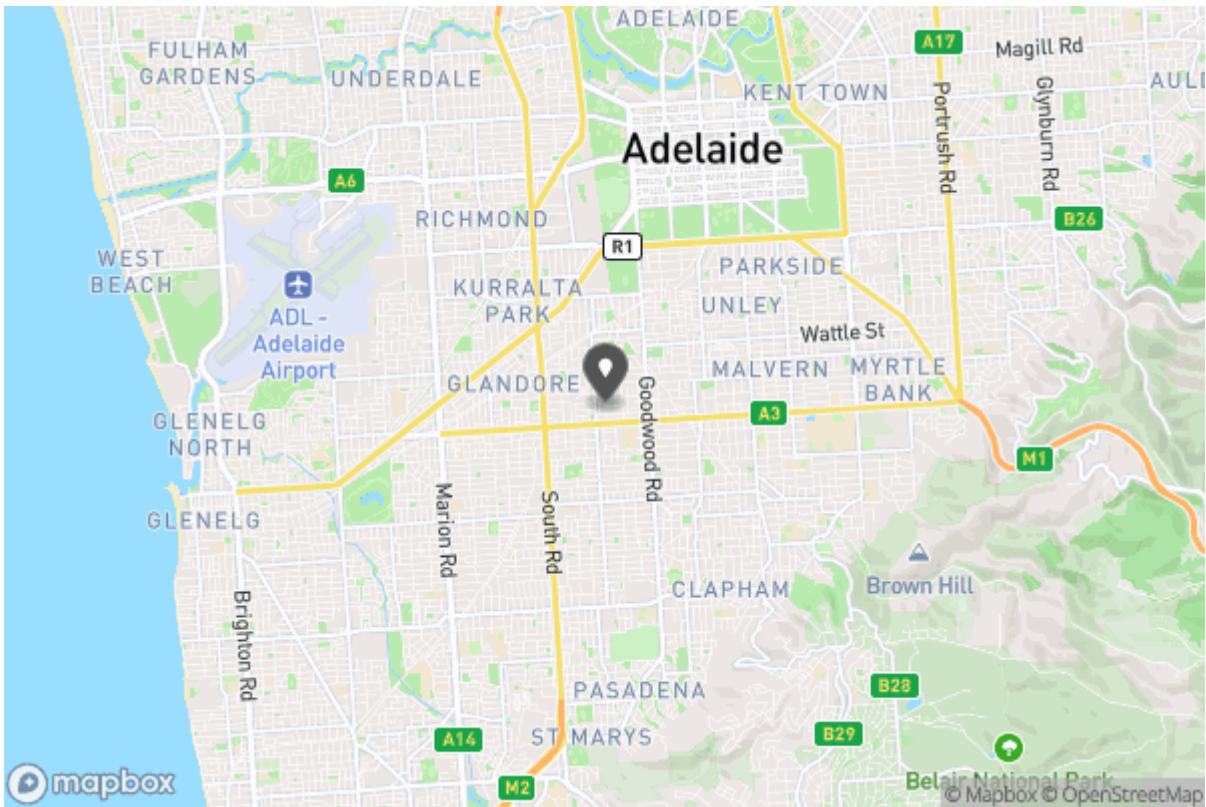 ADELAIDE
FULHAM
GARDENS
UNDERDALE
A17
Magill Rd
KENT TOWN
AULD
Portrush Rd
Glynburn Rd
Adelaide
A6
RICHMOND
B26
R1
WEST
BEACH
PARKSIDE
KURRALTA
PARK
UNLEY
ADL -
Adelaide
Airport
Wattle St
GLANDORE
Goodwood Rd
MALVERN
MYRTLE
BANK
A3
GLENELG
NORTH
M1
Marion Rd
South Rd
GLENELG
Brown Hill
CLAPHAM
Brighton Rd
PASADENA
B28
A14
ST MARYS
B29
M2
Belair National Park
mapbox
© Mapbox © OpenStreetMap